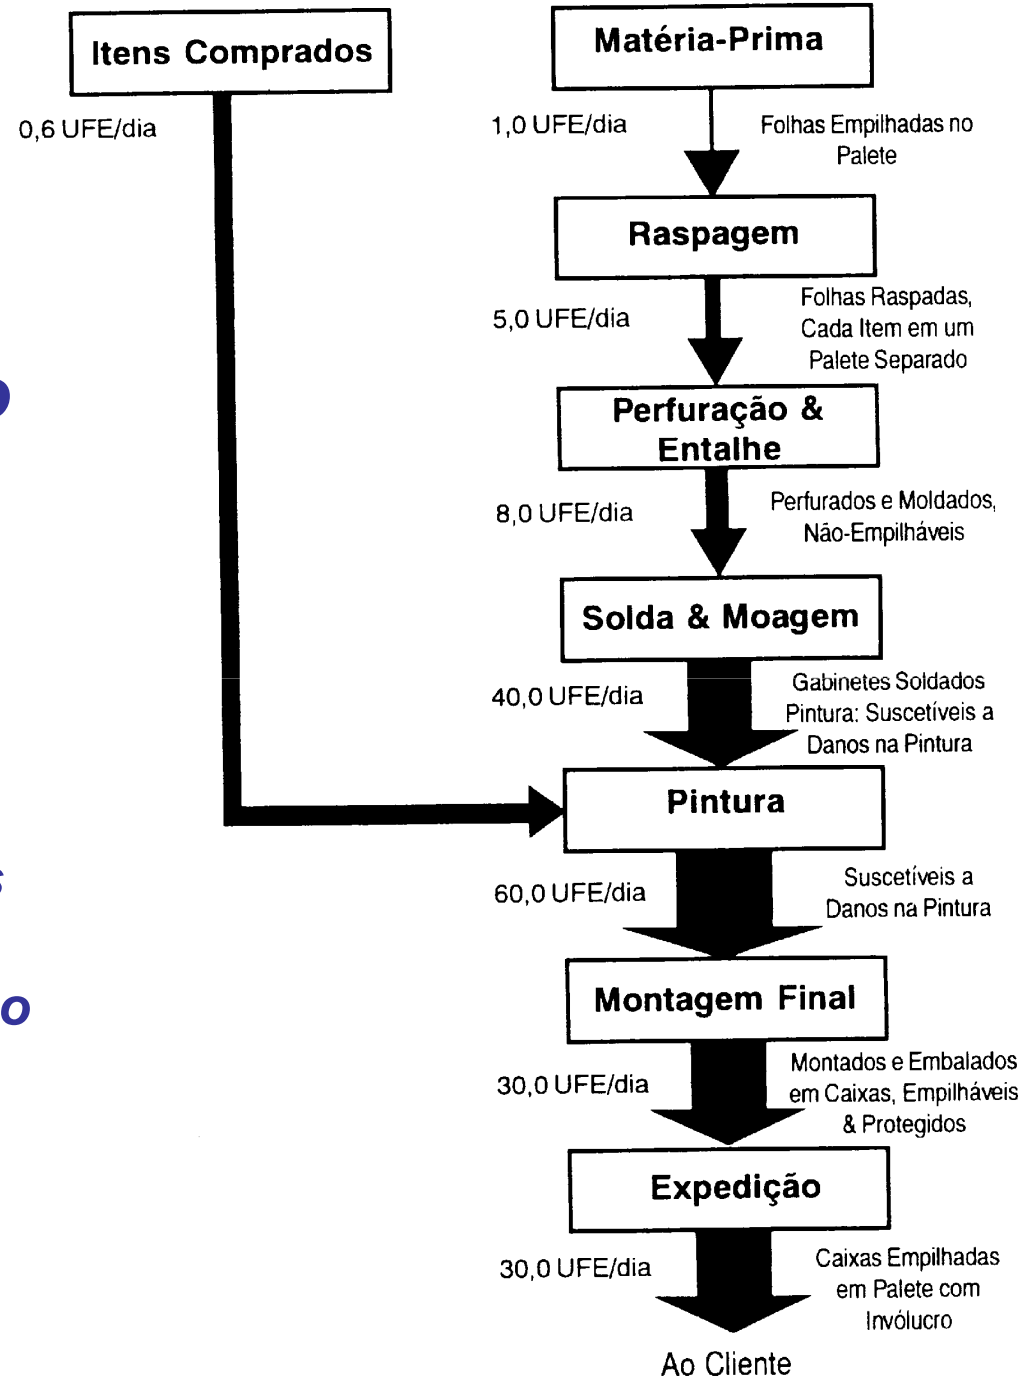 Itens Comprados
0,6 UFE/dia
Matéria-Prima
1,0 UFE/dia
Folhas Empilhadas no
Palete
Raspagem
5,0 UFE/dia
Folhas Raspadas,
Cada Item em um
Palete Separado
Perfuração &
Entalhe
8,0 UFE/dia
Perfurados e Moldados,
Não-Empilháveis
Solda & Moagem
40,0 UFE/dia
Gabinetes Soldados
Pintura: Suscetíveis a
Danos na Pintura
Pintura
60,0 UFE/dia
Suscetíveis a
Danos na Pintura
Montagem Final
30,0 UFE/dia
Montados e Embalados
em Caixas, Empilháveis
& Protegidos
Expedição
30,0 UFE/dia
Caixas Empilhadas
em Palete com
Invólucro
Ao Cliente